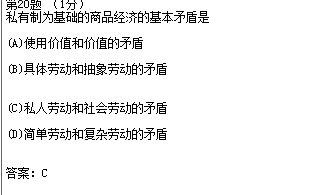 第20题 （1分）
私有制为基础的商品经济的基本矛盾是
(A)使用价值和价值的矛盾
(B)具体劳动和抽象劳动的矛盾
(C)私人劳动和社会劳动的矛盾
(D)简单劳动和复杂劳动的矛盾
答案：C